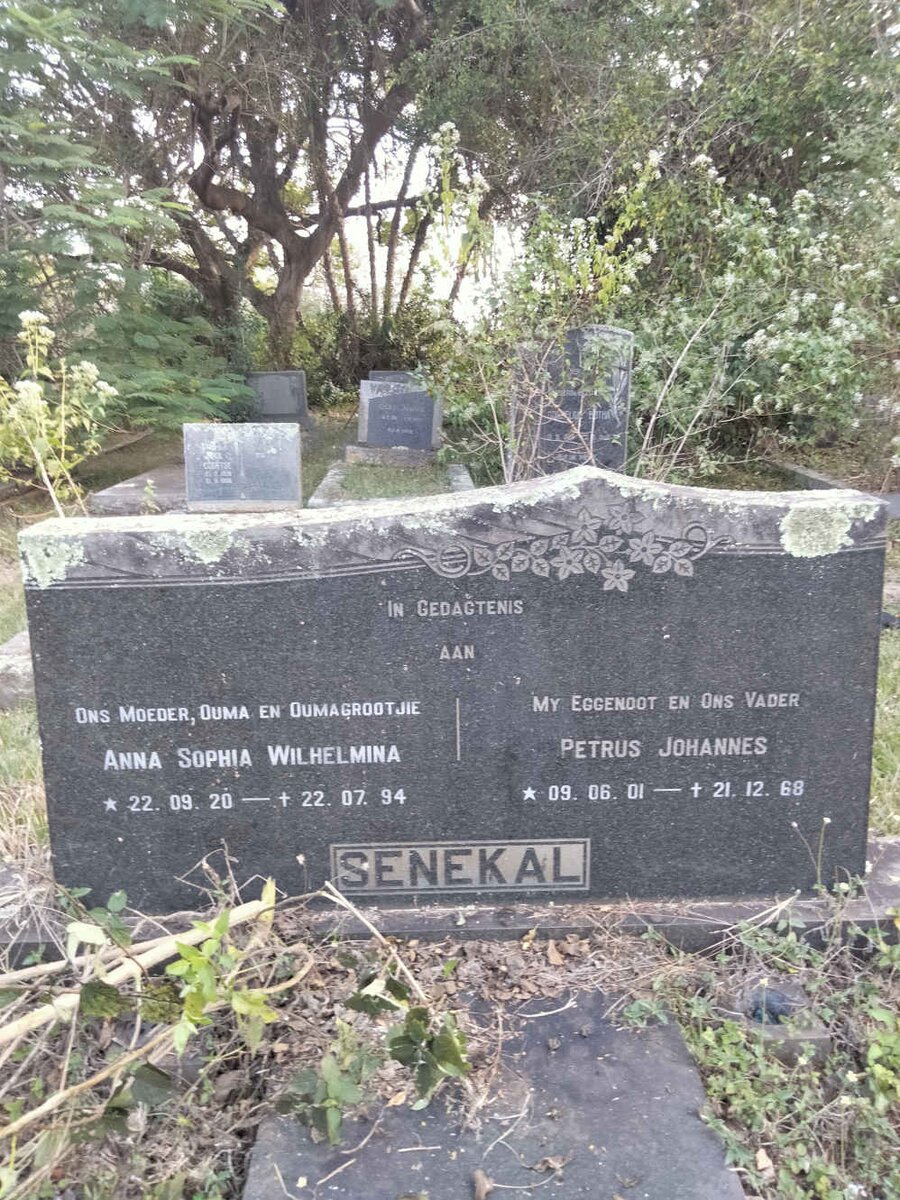 IN GEDAGTENIS
AAN
ONS MOEDER, OUMA EN OUMAGROOTJIE
ANNA SOPHIA WILHELMINA
★ 22. 09. 20 — † 22. 07. 94
MY EGGENOOT EN ONS VADER
PETRUS JOHANNES
★ 09. 06. 01 — † 21. 12. 68
SENEKAL